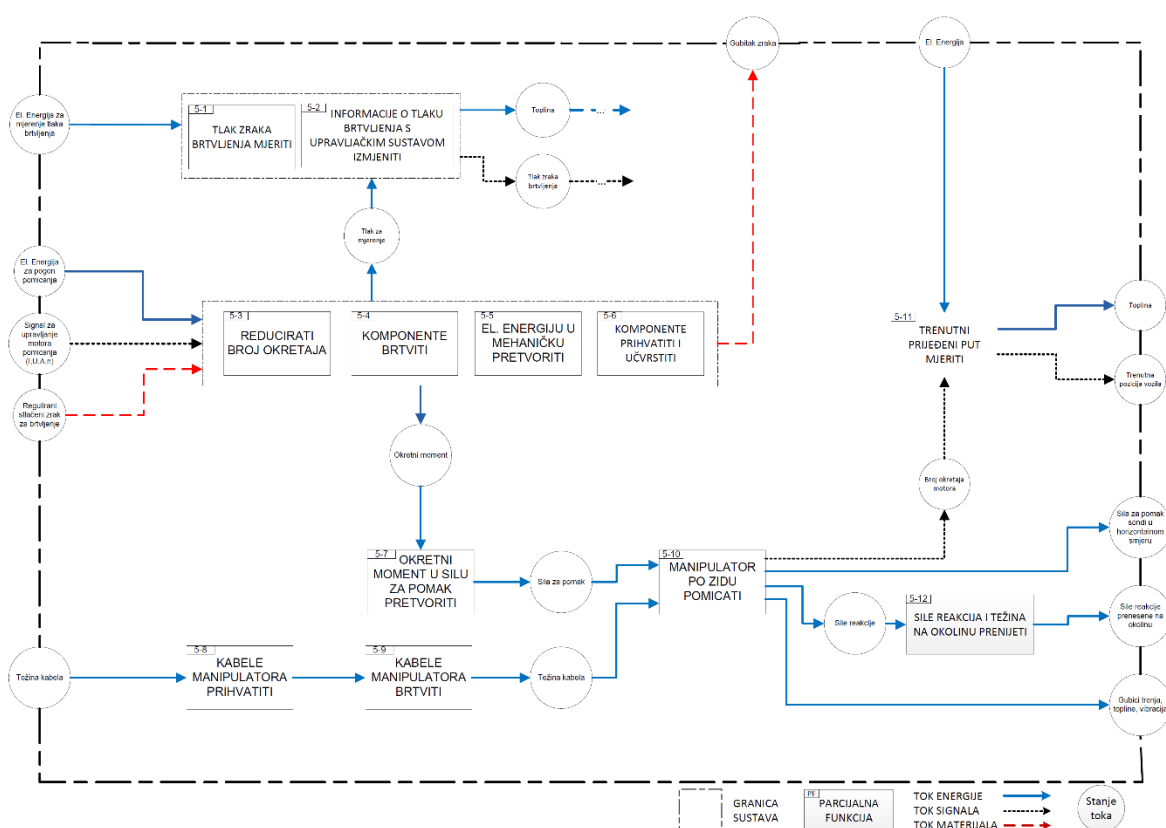 Gubitak zraka
El. Energija
El. Energija za
mjerenje tlaka
brtvljenja
5-1
TLAK ZRAKA
BRTVLJENJA MJERITI
5-2
INFORMACIJE O TLAKU
BRTVLJENJA S
UPRAVLJAČKIM SUSTAVOM
IZMJENITI
Toplina
...
Tlak zraka
brtvljenja
...
Tlak za
mjerenje
El. Energija
za pogon
pomicanja
Signal za
upravljanje
motora
pomicanja
(I,U,A,n)
Regulirani
stlačeni zrak
za brtvljenje
5-3
REDUCIRATI
BROJ OKRETAJA
5-4
KOMPONENTE
BRTVITI
5-5
EL. ENERGIJU U
MEHANIČKU
PRETVORITI
5-6
KOMPONENTE
PRIHVATITI I
UČVRSTITI
5-11
TRENUTNI
PRIJEĐENI PUT
MJERITI
Toplina
Trenutna
pozicija vozila
Okretni moment
Broj okretaja
motora
5-7
OKRETNI
MOMENT U SILU
ZA POMAK
PRETVORITI
Sila za pomak
5-10
MANIPULATOR
PO ZIDU
POMICATI
Sila za pomak
sondi u
horizontalnom
smjeru
Sile reakcije
5-12
SILE REAKCIJA I TEŽINA
NA OKOLINU PRENIJETI
Sile reakcije
prenesene na
okolinu
Težina kabela
5-8
KABELE
MANIPULATORA
PRIHVATITI
5-9
KABELE
MANIPULATORA
BRTVITI
Težina kabela
Gubici trenja,
topline, vibracija
GRANICA
SUSTAVA
PF
PARCIJALNA
FUNKCIJA
TOK ENERGIJE
TOK SIGNALA
TOK MATERIJALA
Stanje
toka